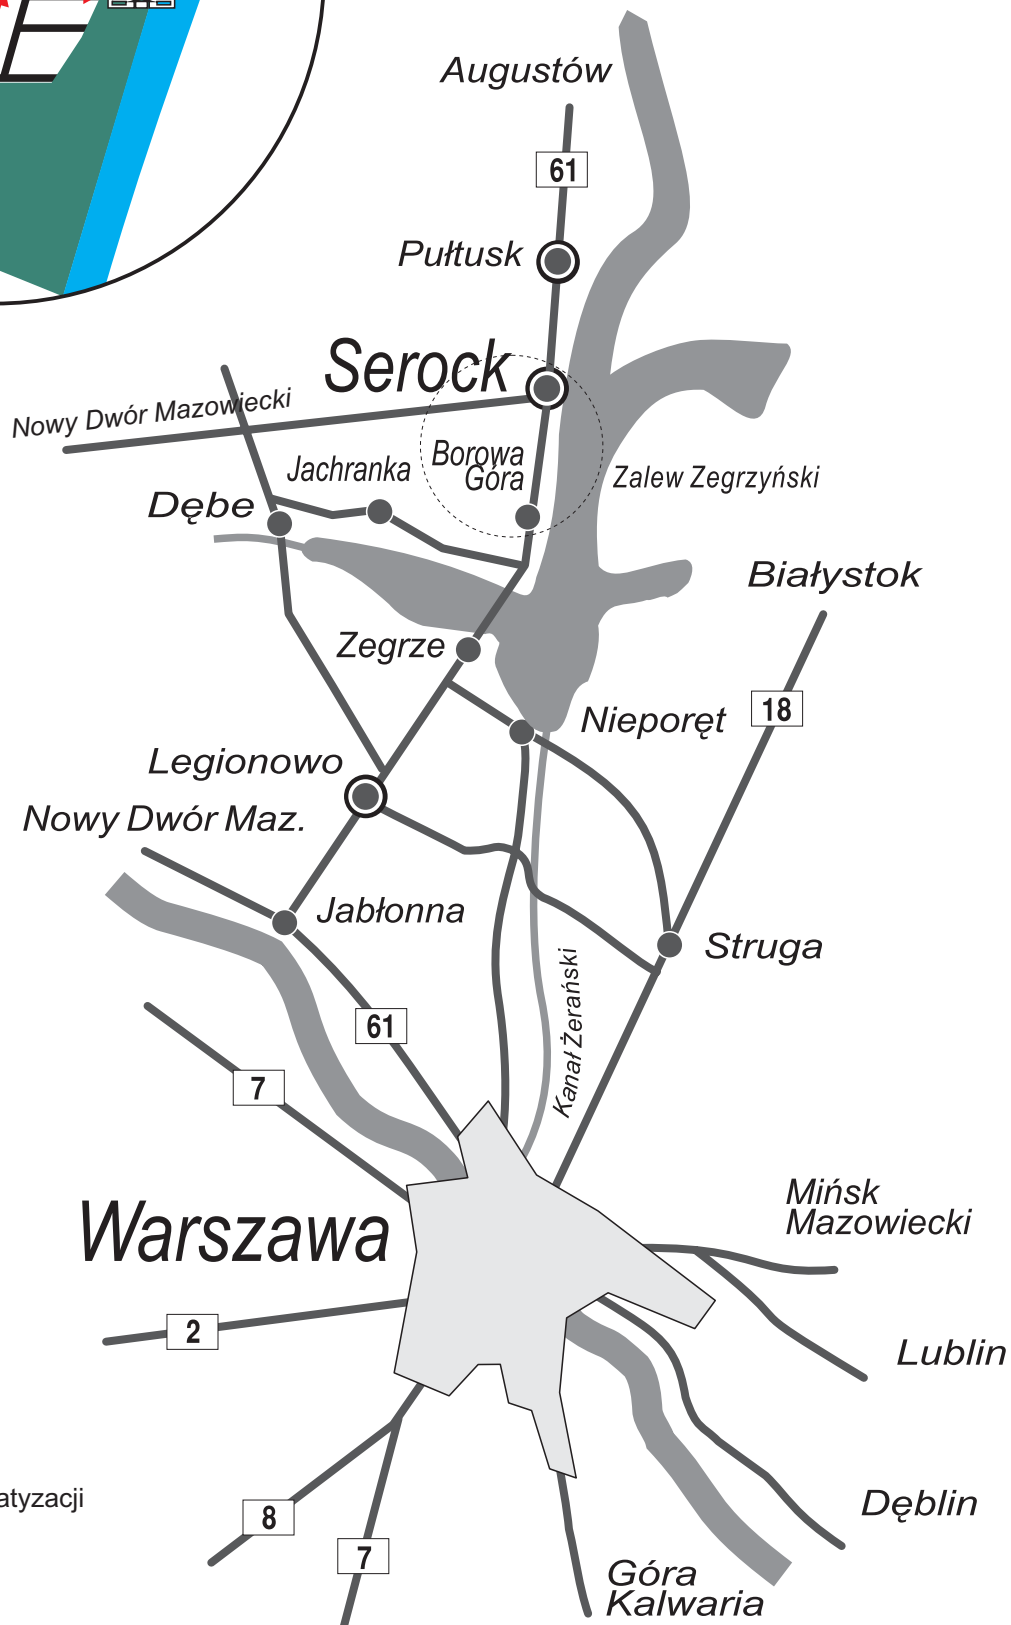 Augustów
61
Pułtusk
Serock
Nowy Dwór Mazowiecki
Borowa
Góra
Jachranka
Zalew Zegrzyński
Dębe
Białystok
Zegrze
18
Nieporęt
Legionowo
Nowy Dwór Maz.
Jabłonna
Struga
61
Kanał Żerański
7
Mińsk
Mazowiecki
Warszawa
2
Lublin
atyzacji
8
Dęblin
7
Góra
Kalwaria